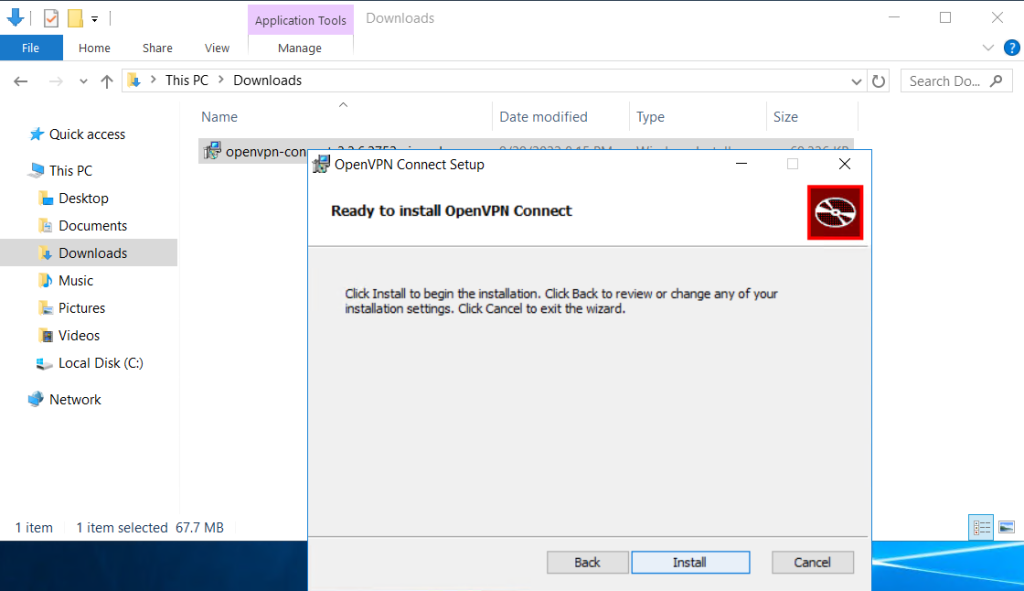 Application Tools
Downloads
File
Home
Share
View
Manage
This PC
Downloads
Search Do...
Name
Date modified
Type
Size
Quick access
This PC
Desktop
Documents
Downloads
Music
Pictures
Videos
Local Disk (C:)
Network
OpenVPN Connect Setup
Ready to install OpenVPN Connect
Click Install to begin the installation. Click Back to review or change any of your
installation settings. Click Cancel to exit the wizard.
Back
Install
Cancel
1 item
1 item selected 67.7 MB